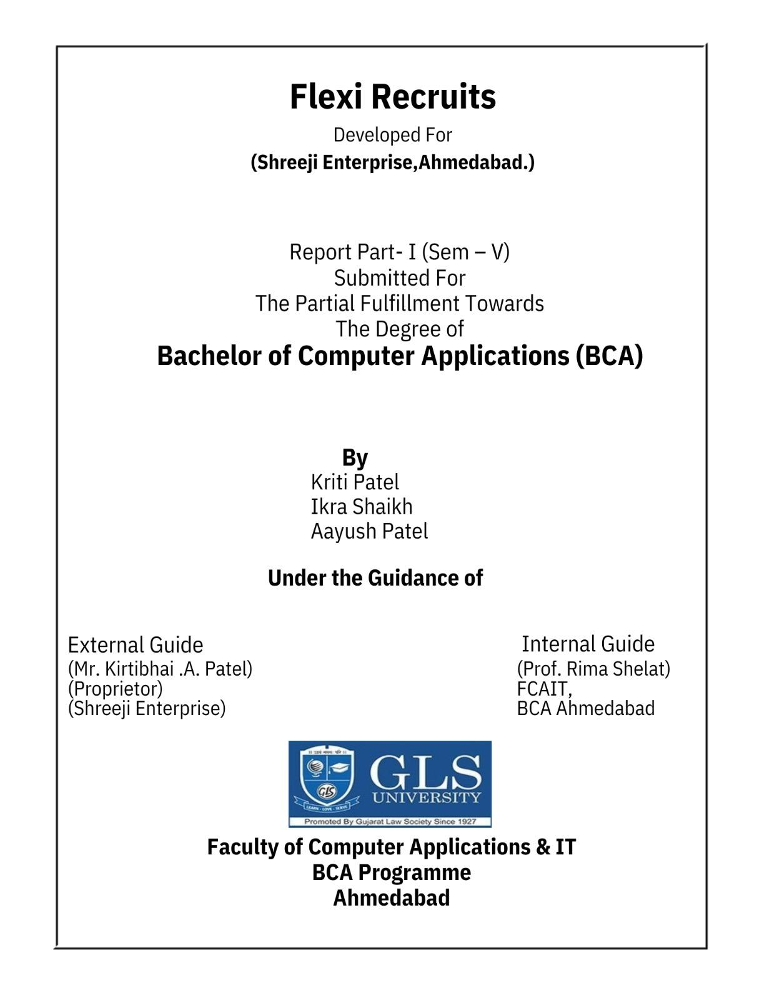 Flexi Recruits
Developed For
(Shreeji Enterprise,Ahmedabad.)
Report Part- I (Sem – V)
Submitted For
The Partial Fulfillment Towards
The Degree of
Bachelor of Computer Applications (BCA)
By
Kriti Patel
Ikra Shaikh
Aayush Patel
Under the Guidance of
External Guide
(Mr. Kirtibhai .A. Patel)
(Proprietor)
(Shreeji Enterprise)
Internal Guide
(Prof. Rima Shelat)
FCAIT,
BCA Ahmedabad
GLS
LEARN - LOVE - SERVE
GLS
UNIVERSITY
Promoted By Gujarat Law Society Since 1927
Faculty of Computer Applications & IT
BCA Programme
Ahmedabad